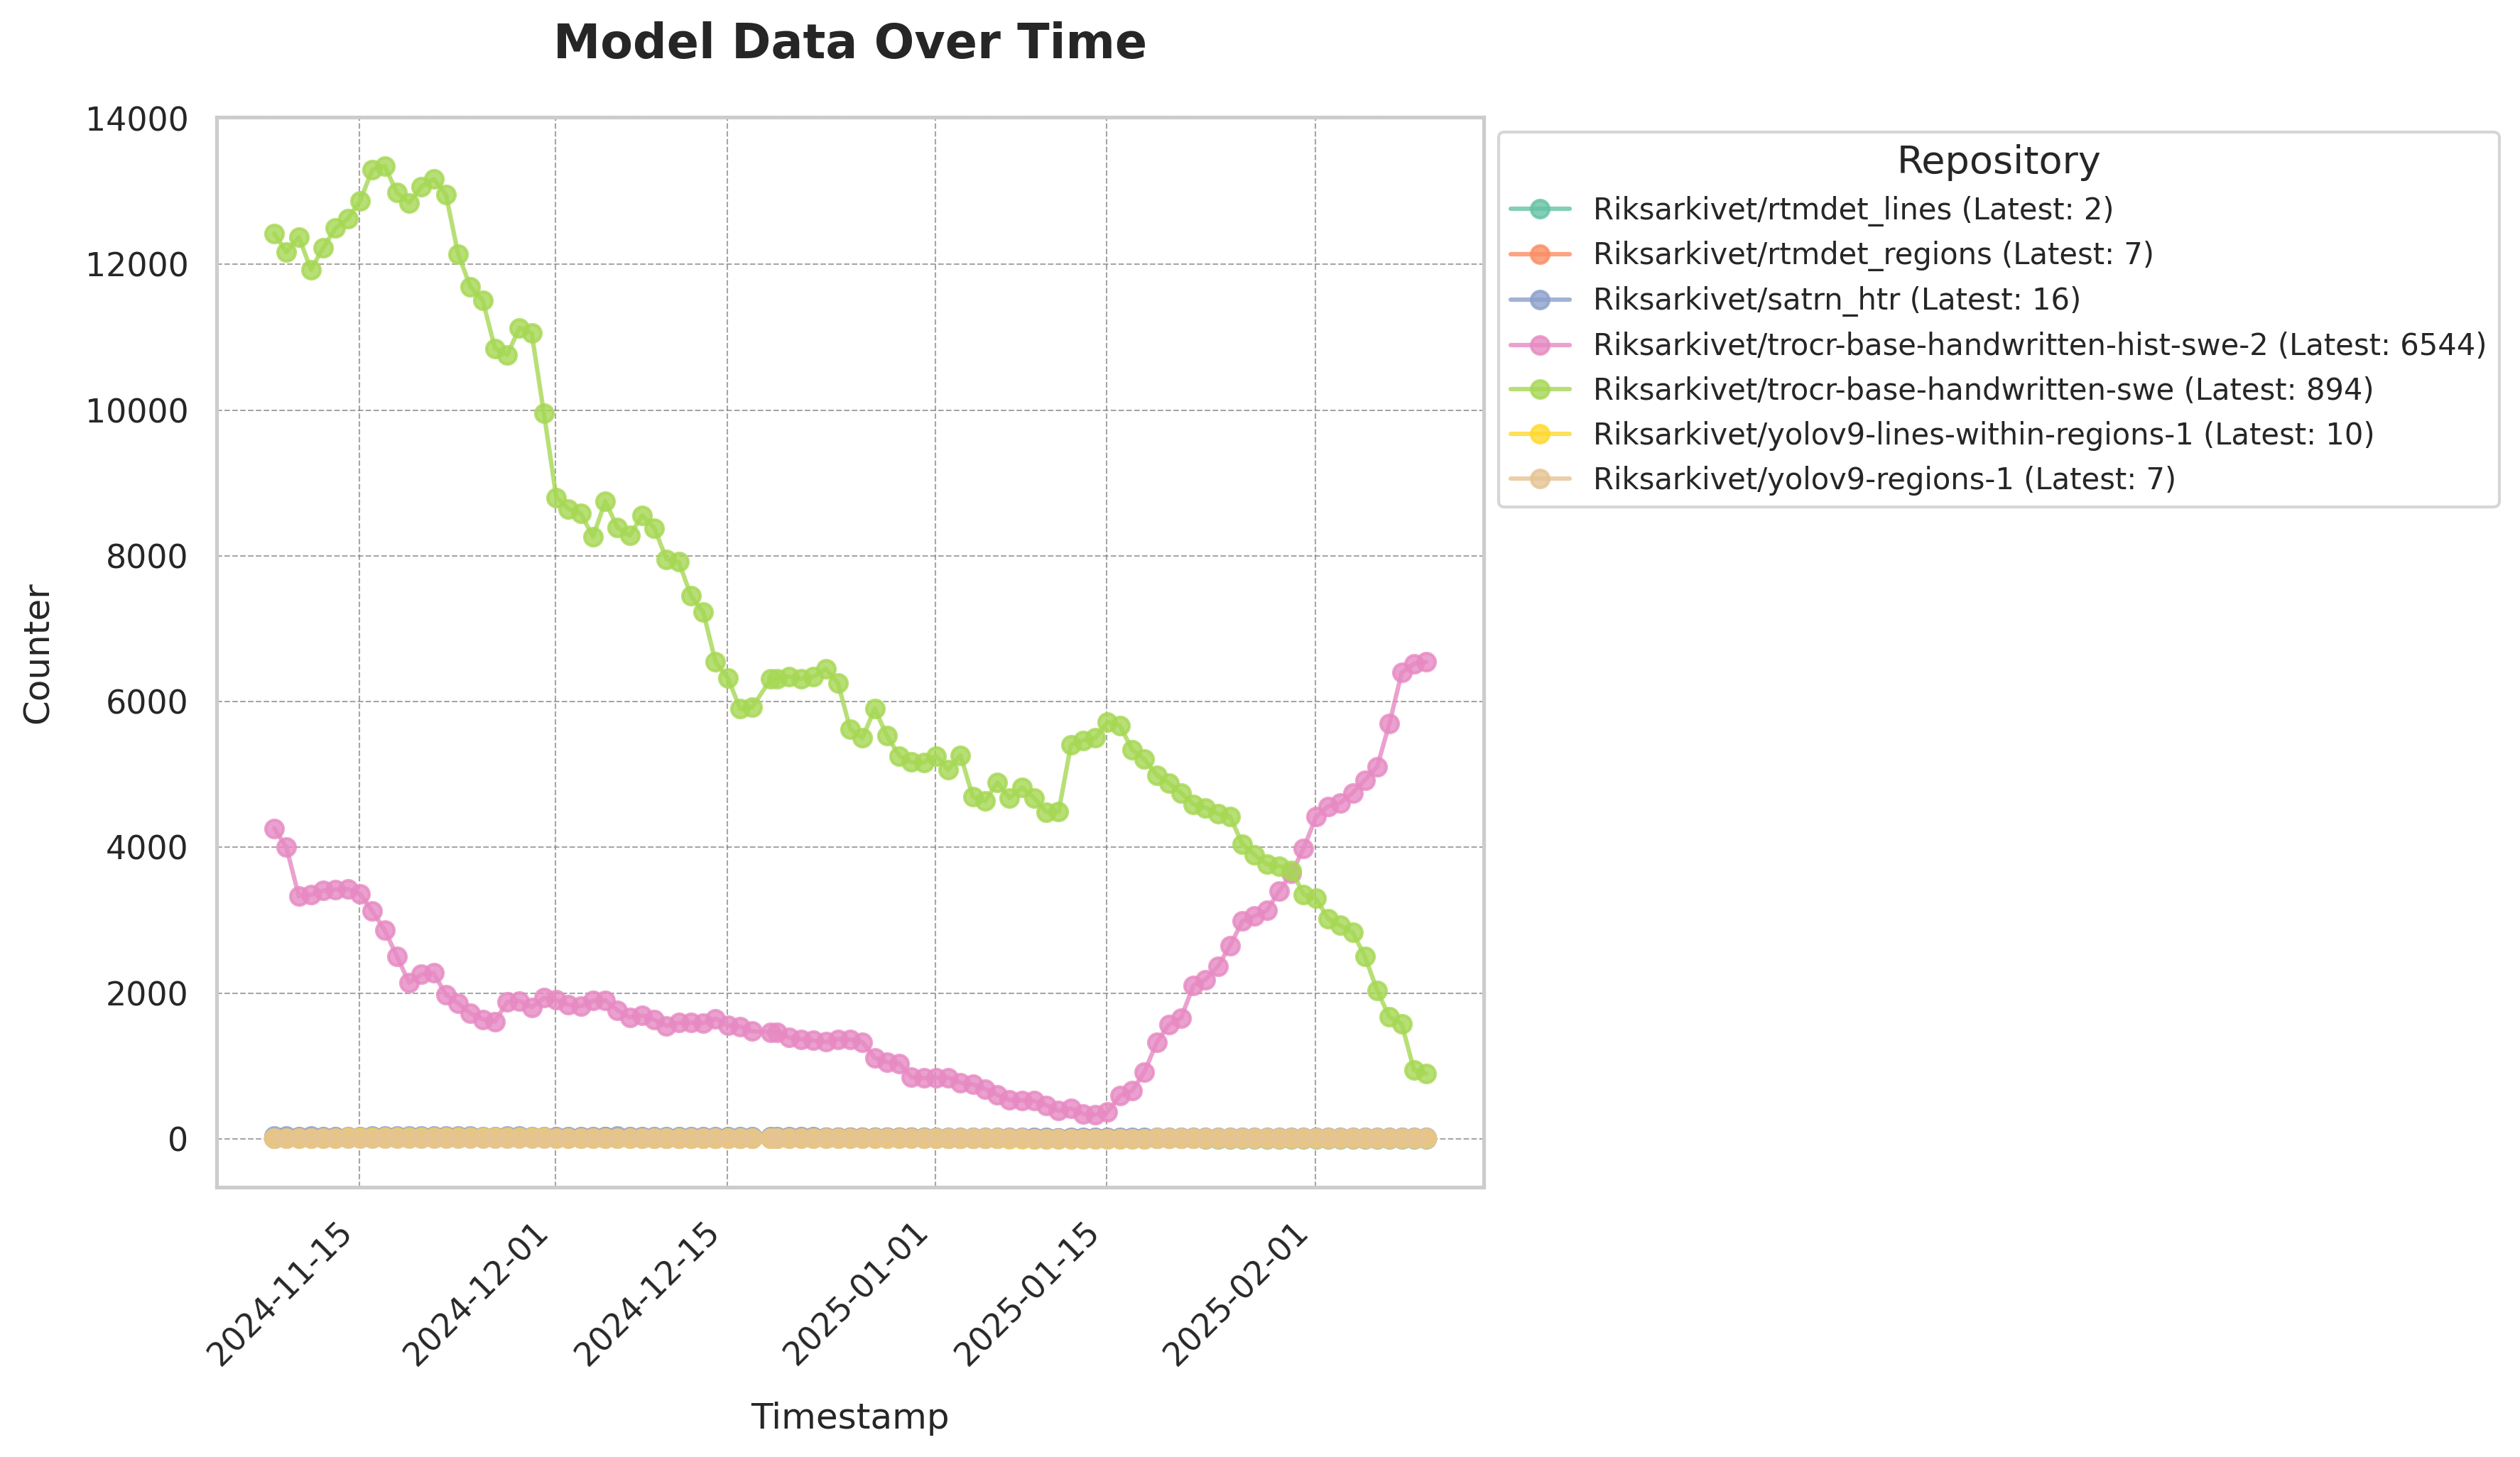 Model Data Over Time
14000
12000
10000
8000
6000
4000
2000
0
Counter
2024-11-15
2024-12-01
2024-12-15
2025-01-01
2025-01-15
2025-02-01
Timestamp
Repository
Riksarkivet/rtmdet_lines (Latest: 2)
Riksarkivet/rtmdet_regions (Latest: 7)
Riksarkivet/satrn_htr (Latest: 16)
Riksarkivet/trocr-base-handwritten-hist-swe-2 (Latest: 6544)
Riksarkivet/trocr-base-handwritten-swe (Latest: 894)
Riksarkivet/yolov9-lines-within-regions-1 (Latest: 10)
Riksarkivet/yolov9-regions-1 (Latest: 7)